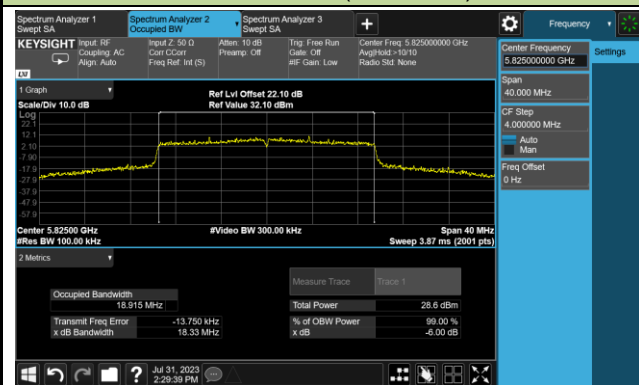 Spectrum Analyzer 1
Swept SA
Spectrum Analyzer 2
Occupied BW
Spectrum Analyzer 3
Swept SA
+
Frequency
KEYSIGHT
Input: RF
Coupling: AC
Align: Auto
Input Z: 50 Ω
Corr CCorr
Freq Ref: Int (S)
Atten: 10 dB
Preamp: Off
Trig: Free Run
Gate: Off
#IF Gain: Low
Center Freq: 5.825000000 GHz
Avg|Hold:>10/10
Radio Std: None
LXI
Center Frequency
5.825000000 GHz
Settings
Span
40.000 MHz
CF Step
4.000000 MHz
Auto
Man
Freq Offset
0 Hz
1 Graph
Scale/Div 10.0 dB
Ref Lvl Offset 22.10 dB
Ref Value 32.10 dBm
Log
22.1
12.1
2.10
-7.90
-17.9
-27.9
-37.9
-47.9
-57.9
Center 5.82500 GHz
#Res BW 100.00 kHz
#Video BW 300.00 kHz
Span 40 MHz
Sweep 3.87 ms (2001 pts)
2 Metrics
Measure Trace
Trace 1
Occupied Bandwidth
18.915 MHz
Total Power
28.6 dBm
Transmit Freq Error
-13.750 kHz
% of OBW Power
99.00 %
x dB Bandwidth
18.33 MHz
x dB
-6.00 dB
?
Jul 31, 2023
2:29:39 PM